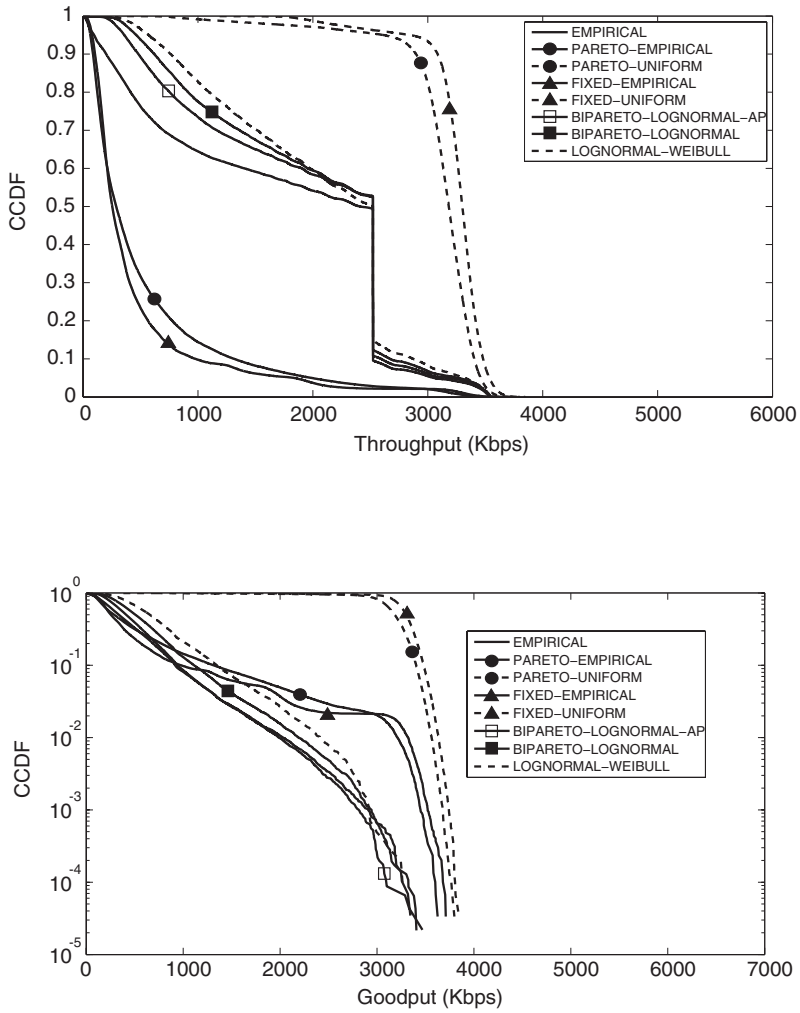 1
0.9
0.8
0.7
0.6
0.5
0.4
0.3
0.2
0.1
0
CCDF
0 1000 2000 3000 4000 5000 6000
Throughput (Kbps)
EMPIRICAL
PARETO−EMPIRICAL
PARETO−UNIFORM
FIXED−EMPIRICAL
FIXED−UNIFORM
BIPARETO−LOGNORMAL−AP
BIPARETO−LOGNORMAL
LOGNORMAL−WEIBULL
10^0
10^-1
10^-2
10^-3
10^-4
10^-5
CCDF
0 1000 2000 3000 4000 5000 6000 7000
Goodput (Kbps)
EMPIRICAL
PARETO−EMPIRICAL
PARETO−UNIFORM
FIXED−EMPIRICAL
FIXED−UNIFORM
BIPARETO−LOGNORMAL−AP
BIPARETO−LOGNORMAL
LOGNORMAL−WEIBULL